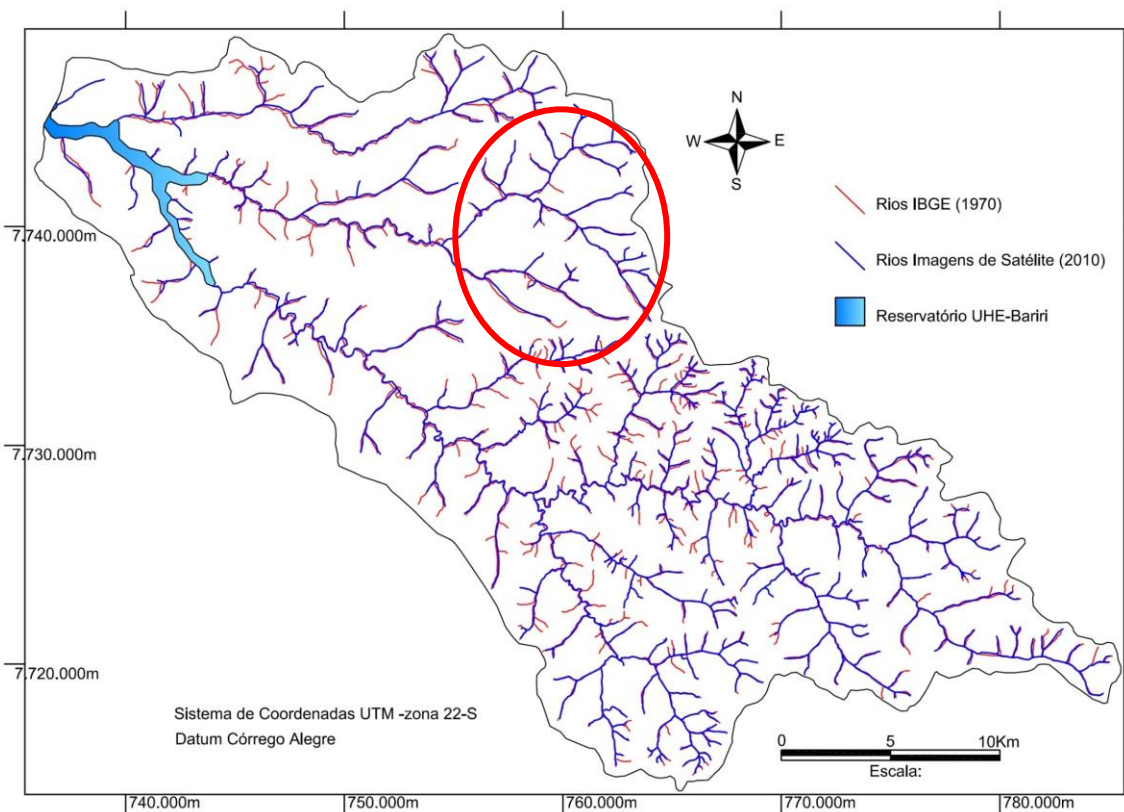 N
W E
S
Rios IBGE (1970)
Rios Imagens de Satélite (2010)
Reservatório UHE-Bariri
7.740.000m
7.730.000m
7.720.000m
Sistema de Coordenadas UTM -zona 22-S
Datum Córrego Alegre
0 5 10Km
Escala:
740.000m 750.000m 760.000m 770.000m 780.000m